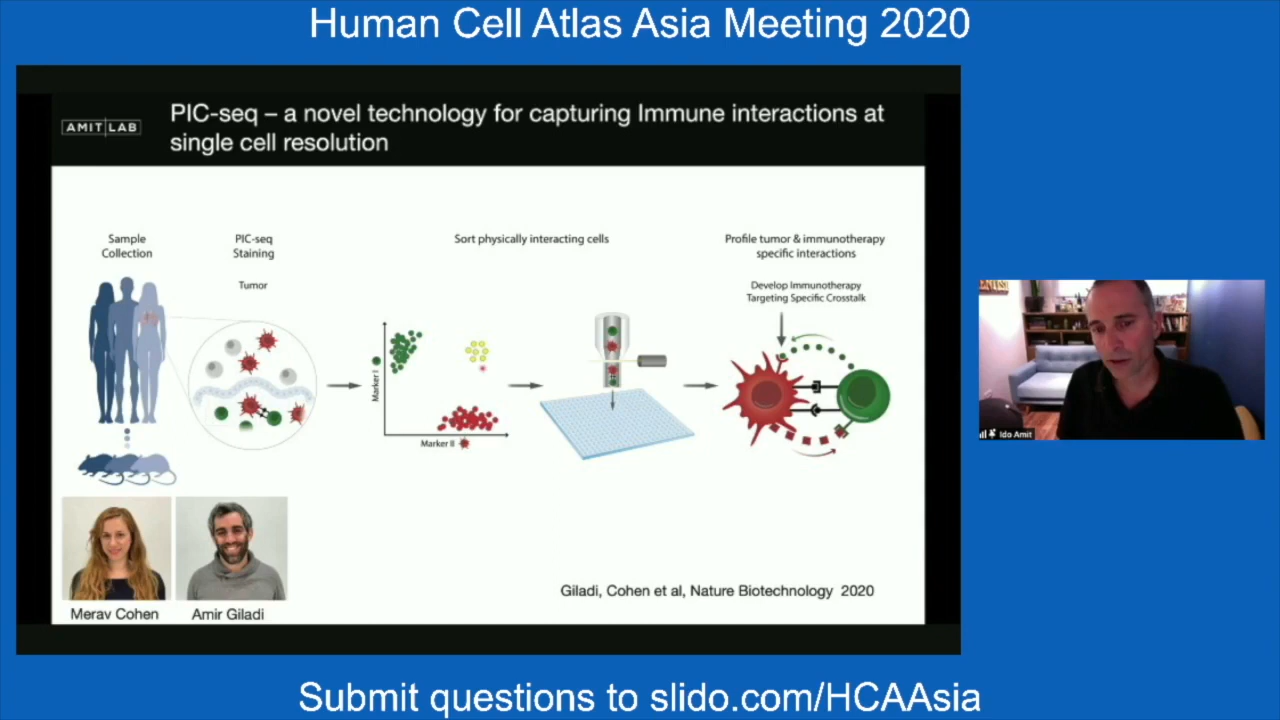 Human Cell Atlas Asia Meeting 2020
AMIT LAB
PIC-seq – a novel technology for capturing Immune interactions at
single cell resolution
Sample
Collection
PIC-seq
Staining
Tumor
Sort physically interacting cells
Profile tumor & immunotherapy
specific interactions
Develop Immunotherapy
Targeting Specific Crosstalk
Marker I
Marker II
Ido Amit
Merav Cohen
Amir Giladi
Giladi, Cohen et al, Nature Biotechnology 2020
Submit questions to slido.com/HCAAsia